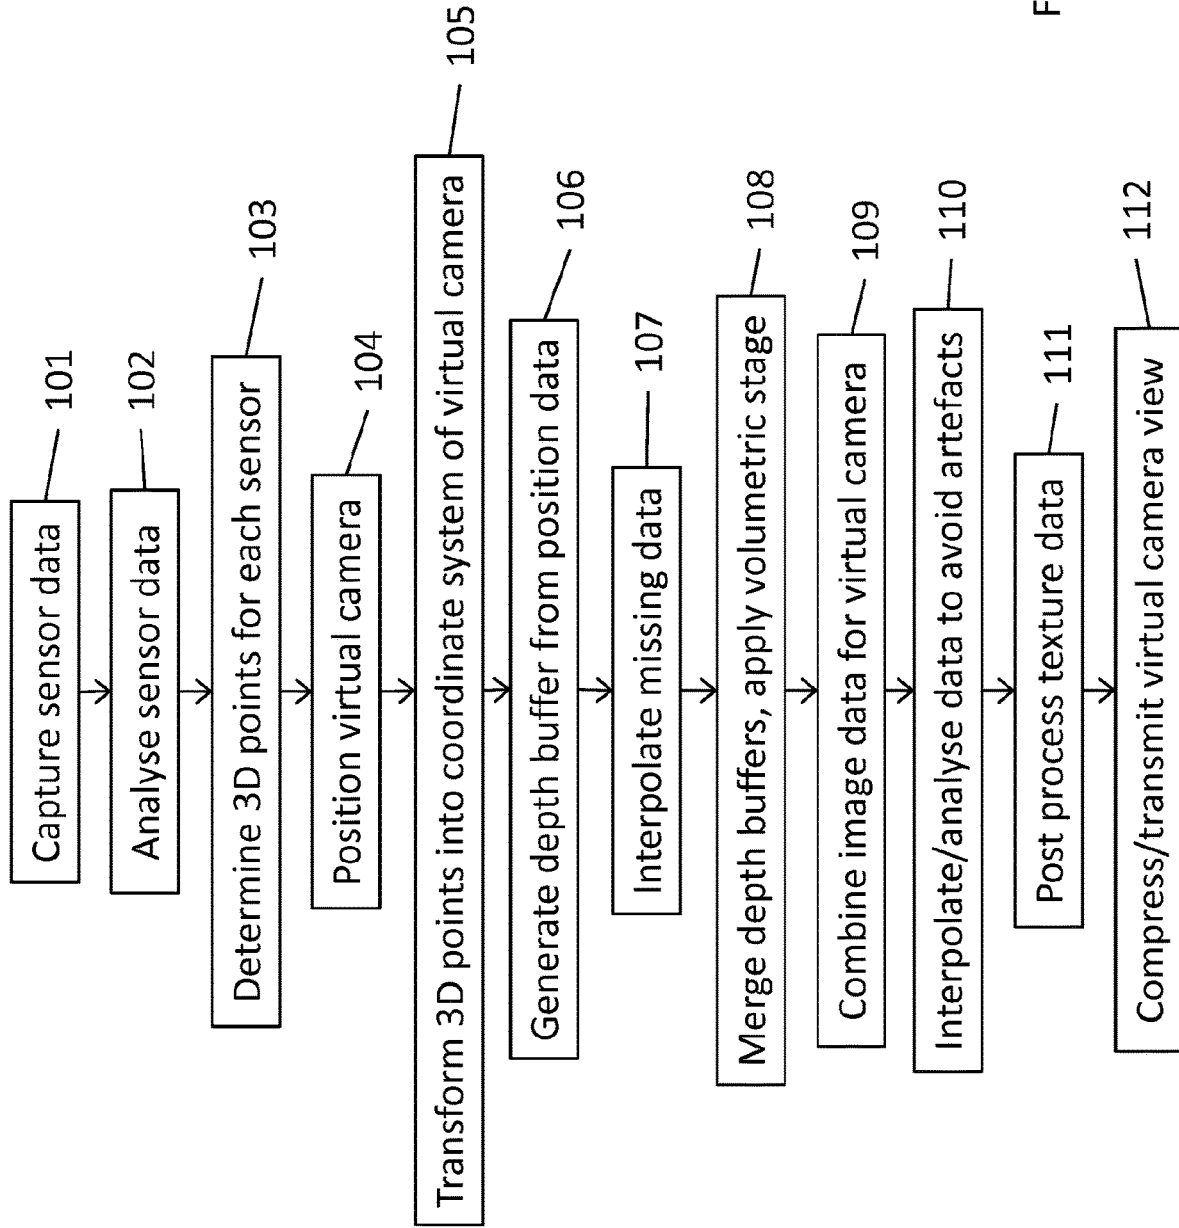 Capture sensor data
101
Analyse sensor data
102
Determine 3D points for each sensor
103
Position virtual camera
104
Transform 3D points into coordinate system of virtual camera
105
Generate depth buffer from position data
106
Interpolate missing data
107
Merge depth buffers, apply volumetric stage
108
Combine image data for virtual camera
109
Interpolate/analyse data to avoid artefacts
110
Post process texture data
111
Compress/transmit virtual camera view
112
F